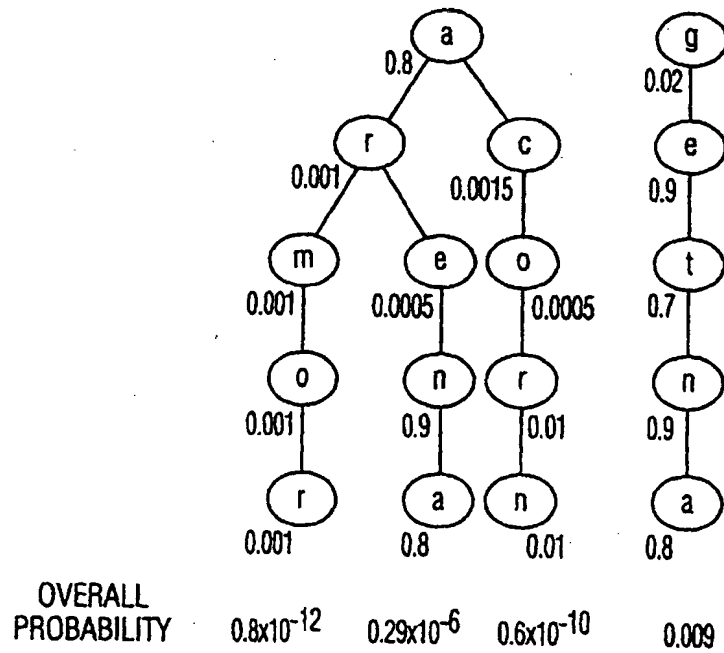 a g
0.8 0.02
r c e
0.001 0.0015 0.9
m e o t
0.001 0.0005 0.0005 0.7
o n r n
0.001 0.9 0.01 0.9
r a n a
0.001 0.8 0.01 0.8
OVERALL
PROBABILITY 0.8x10⁻¹² 0.29x10⁻⁶ 0.6x10⁻¹⁰ 0.009